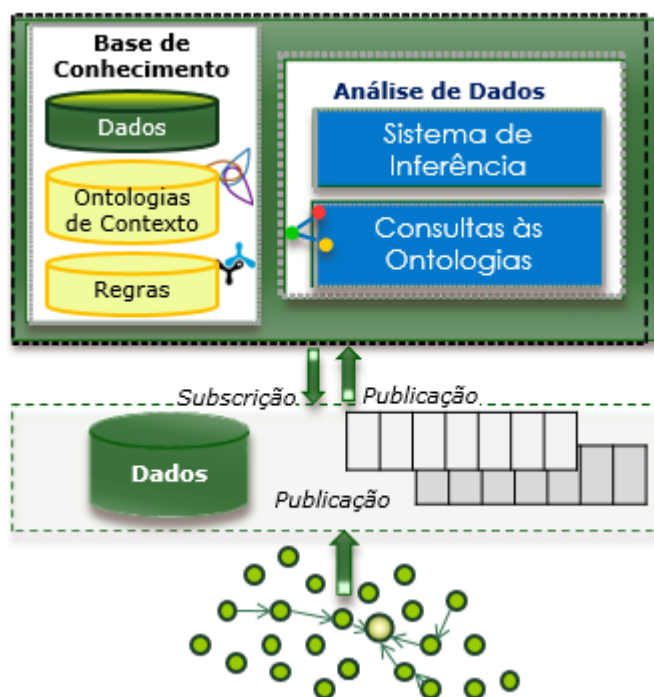 Base de
Conhecimento
Dados
Ontologias
de Contexto
Regras
Análise de Dados
Sistema de
Inferência
Consultas às
Ontologias
Subscrição
Publicação
Dados
Publicação